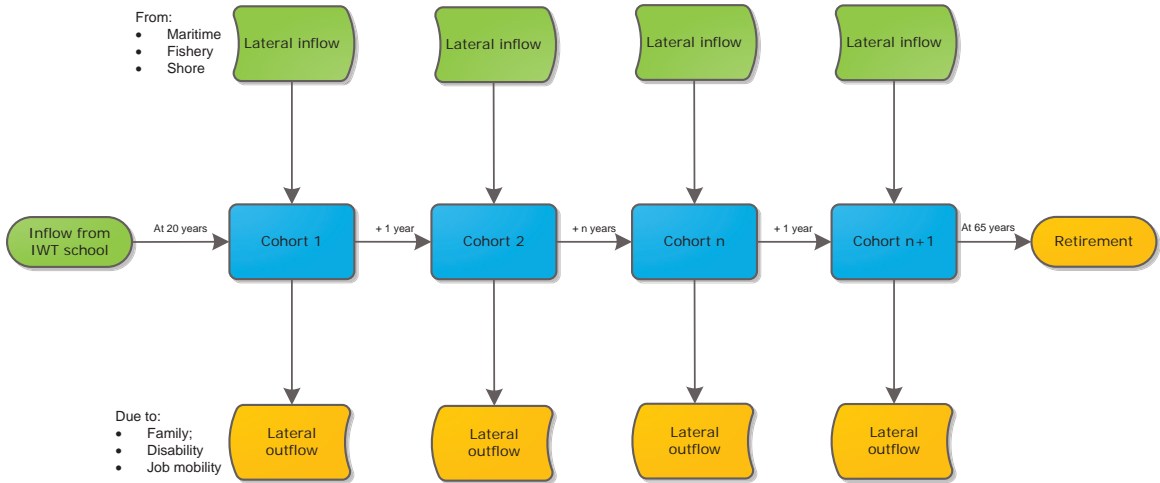 From:
• Maritime
• Fishery
• Shore
Lateral inflow
Lateral inflow
Lateral inflow
Lateral inflow
Inflow from
IWT school
At 20 years
Cohort 1
+ 1 year
Cohort 2
+ n years
Cohort n
+ 1 year
Cohort n+1
At 65 years
Retirement
Due to:
• Family;
• Disability
• Job mobility
Lateral
outflow
Lateral
outflow
Lateral
outflow
Lateral
outflow